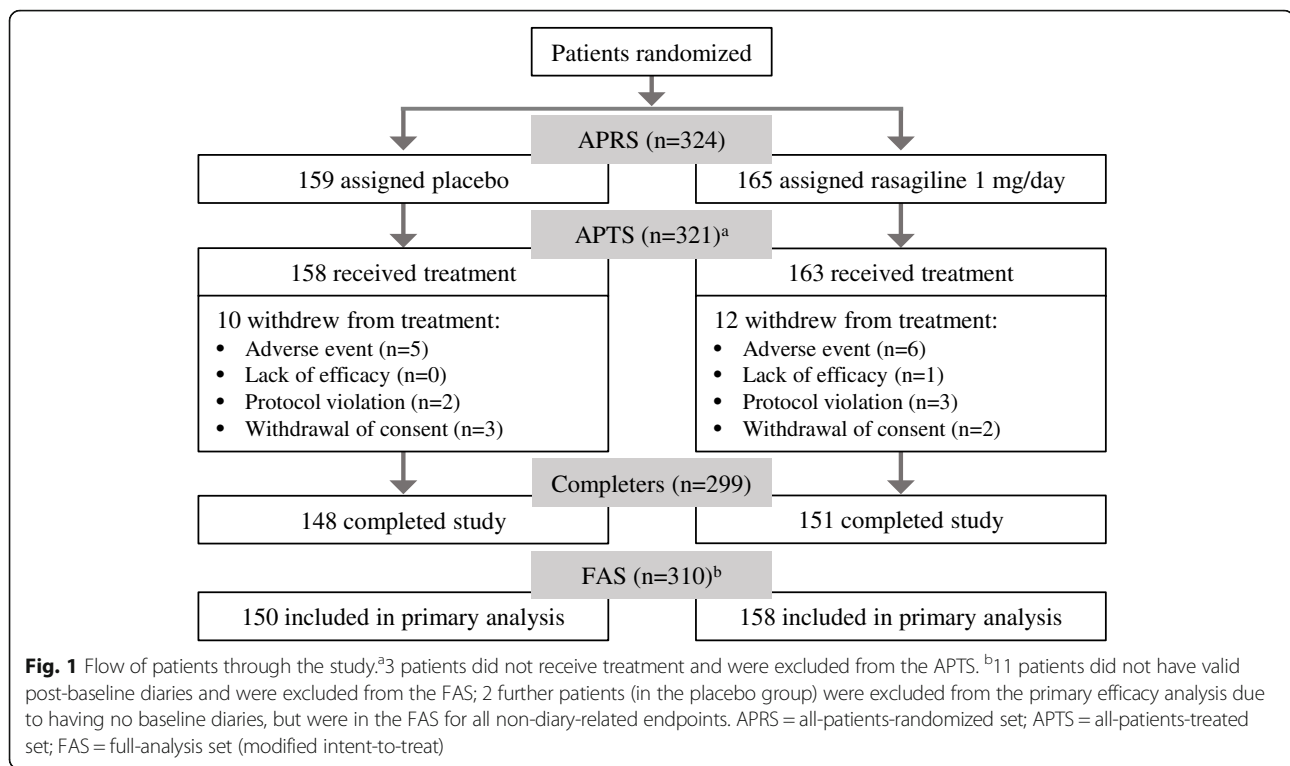 Patients randomized
APRS (n=324)
159 assigned placebo
165 assigned rasagiline 1 mg/day
APTS (n=321)a
158 received treatment
163 received treatment
10 withdrew from treatment:
• Adverse event (n=5)
• Lack of efficacy (n=0)
• Protocol violation (n=2)
• Withdrawal of consent (n=3)
12 withdrew from treatment:
• Adverse event (n=6)
• Lack of efficacy (n=1)
• Protocol violation (n=3)
• Withdrawal of consent (n=2)
Completers (n=299)
148 completed study
151 completed study
FAS (n=310)b
150 included in primary analysis
158 included in primary analysis
Fig. 1 Flow of patients through the study.a3 patients did not receive treatment and were excluded from the APTS. b11 patients did not have valid
post-baseline diaries and were excluded from the FAS; 2 further patients (in the placebo group) were excluded from the primary efficacy analysis due
to having no baseline diaries, but were in the FAS for all non-diary-related endpoints. APRS = all-patients-randomized set; APTS = all-patients-treated
set; FAS = full-analysis set (modified intent-to-treat)